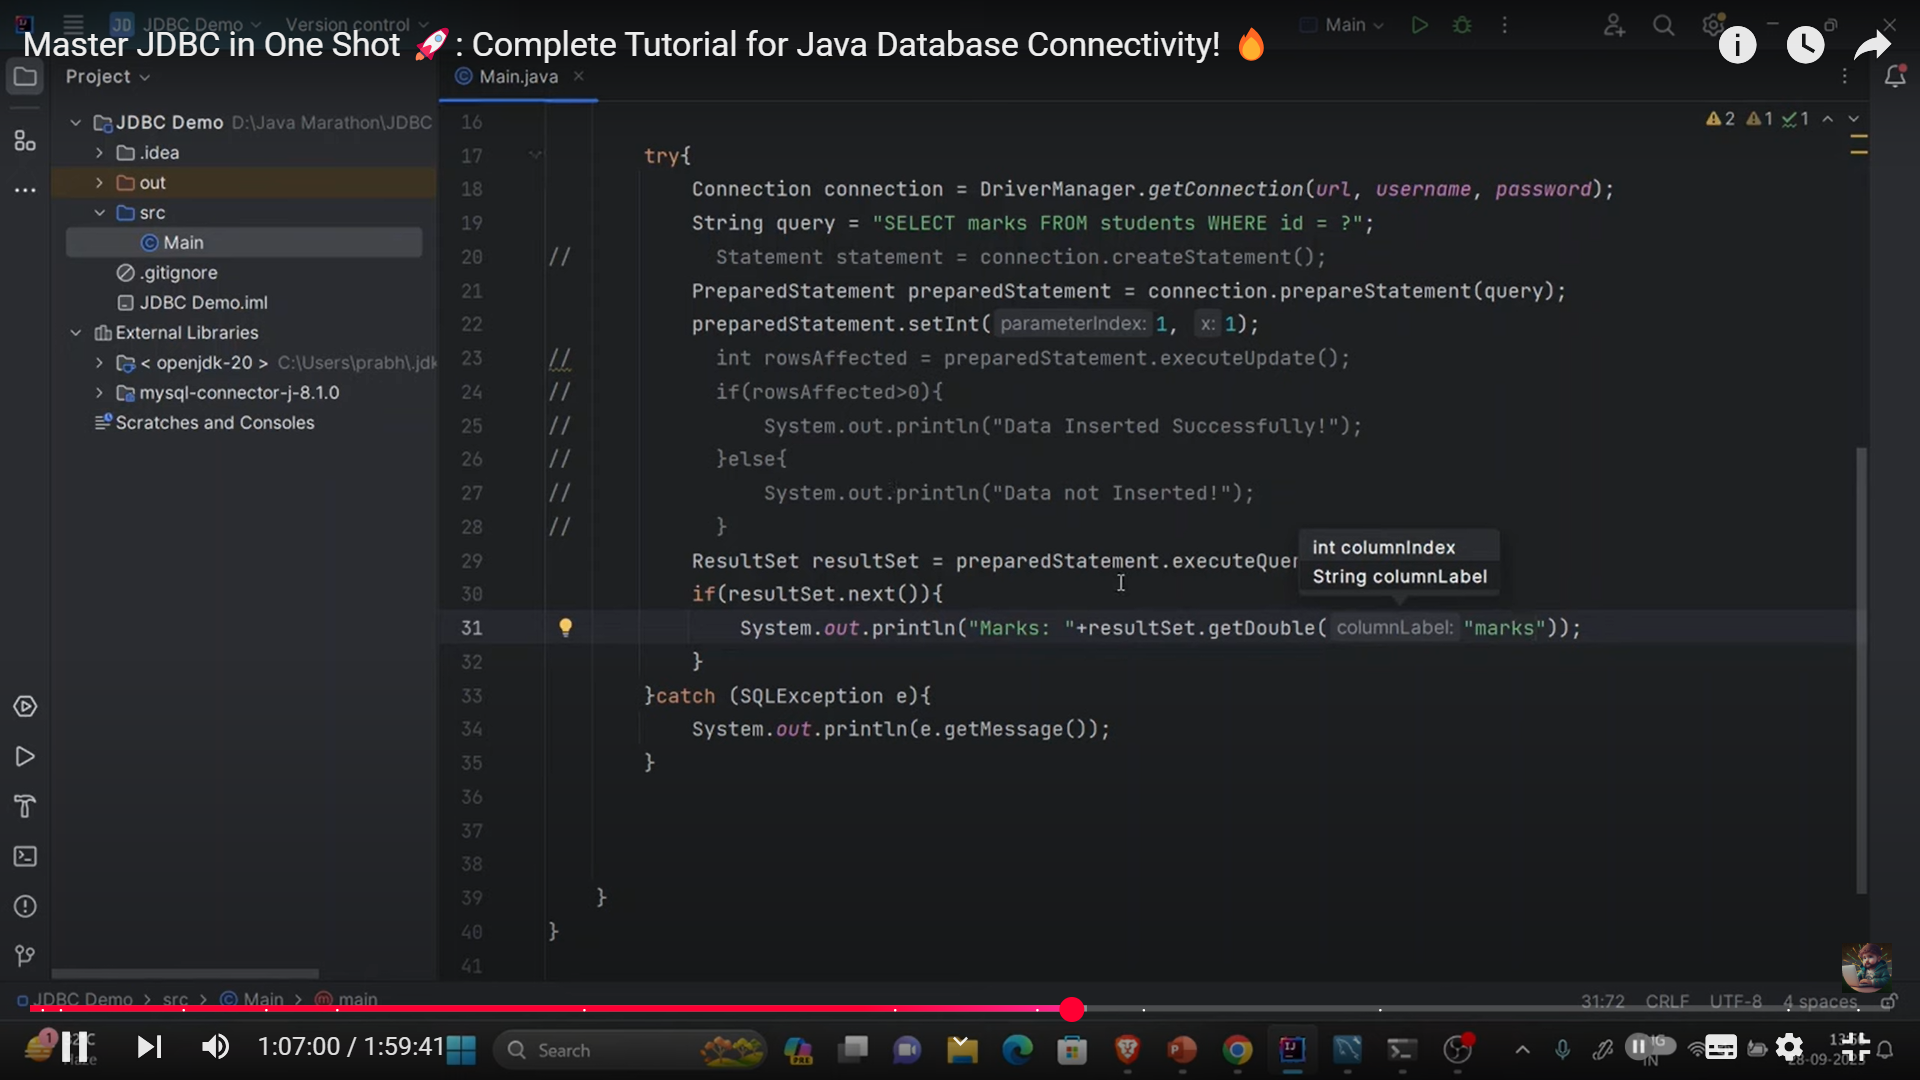 JD JDBC Demo Version control Main
Master JDBC in One Shot 🚀: Complete Tutorial for Java Database Connectivity! 🔥
Project
Main.java
JDBC Demo D:\Java Marathon\JDBC
.idea
out
src
Main
.gitignore
JDBC Demo.iml
External Libraries
< openjdk-20 > C:\Users\prabh\.jdk
mysql-connector-j-8.1.0
Scratches and Consoles
2 1 1
16
17 try{
18 Connection connection = DriverManager.getConnection(url, username, password);
19 String query = "SELECT marks FROM students WHERE id = ?";
20 // Statement statement = connection.createStatement();
21 PreparedStatement preparedStatement = connection.prepareStatement(query);
22 preparedStatement.setInt( parameterIndex: 1, x: 1);
23 // int rowsAffected = preparedStatement.executeUpdate();
24 // if(rowsAffected>0){
25 // System.out.println("Data Inserted Successfully!");
26 // }else{
27 // System.out.println("Data not Inserted!");
28 // }
int columnIndex
String columnLabel
29 ResultSet resultSet = preparedStatement.executeQuer
30 if(resultSet.next()){
31 System.out.println("Marks: "+resultSet.getDouble( columnLabel: "marks"));
32 }
33 }catch (SQLException e){
34 System.out.println(e.getMessage());
35 }
36
37
38
39 }
40 }
41
JDBC Demo > src > Main > main
31:72 CRLF UTF-8 4 spaces
1:07:00 / 1:59:41
Search
PRE
IN